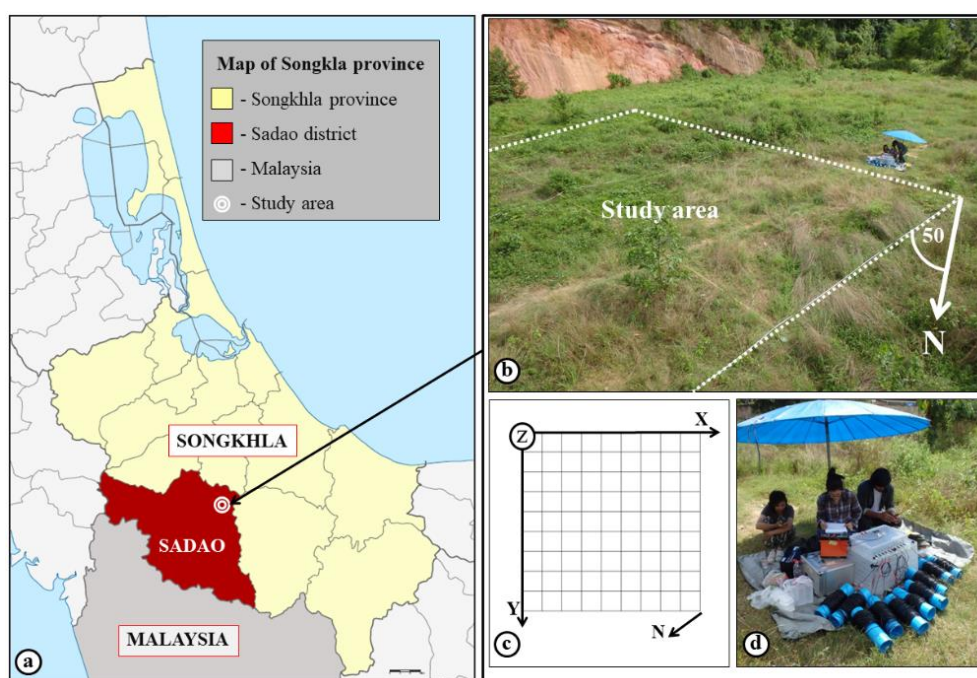 Map of Songkla province
- Songkhla province
- Sadao district
- Malaysia
- Study area
SONGKHLA
SADAO
MALAYSIA
a
Study area
50
N
b
Z
X
Y
N
c
d